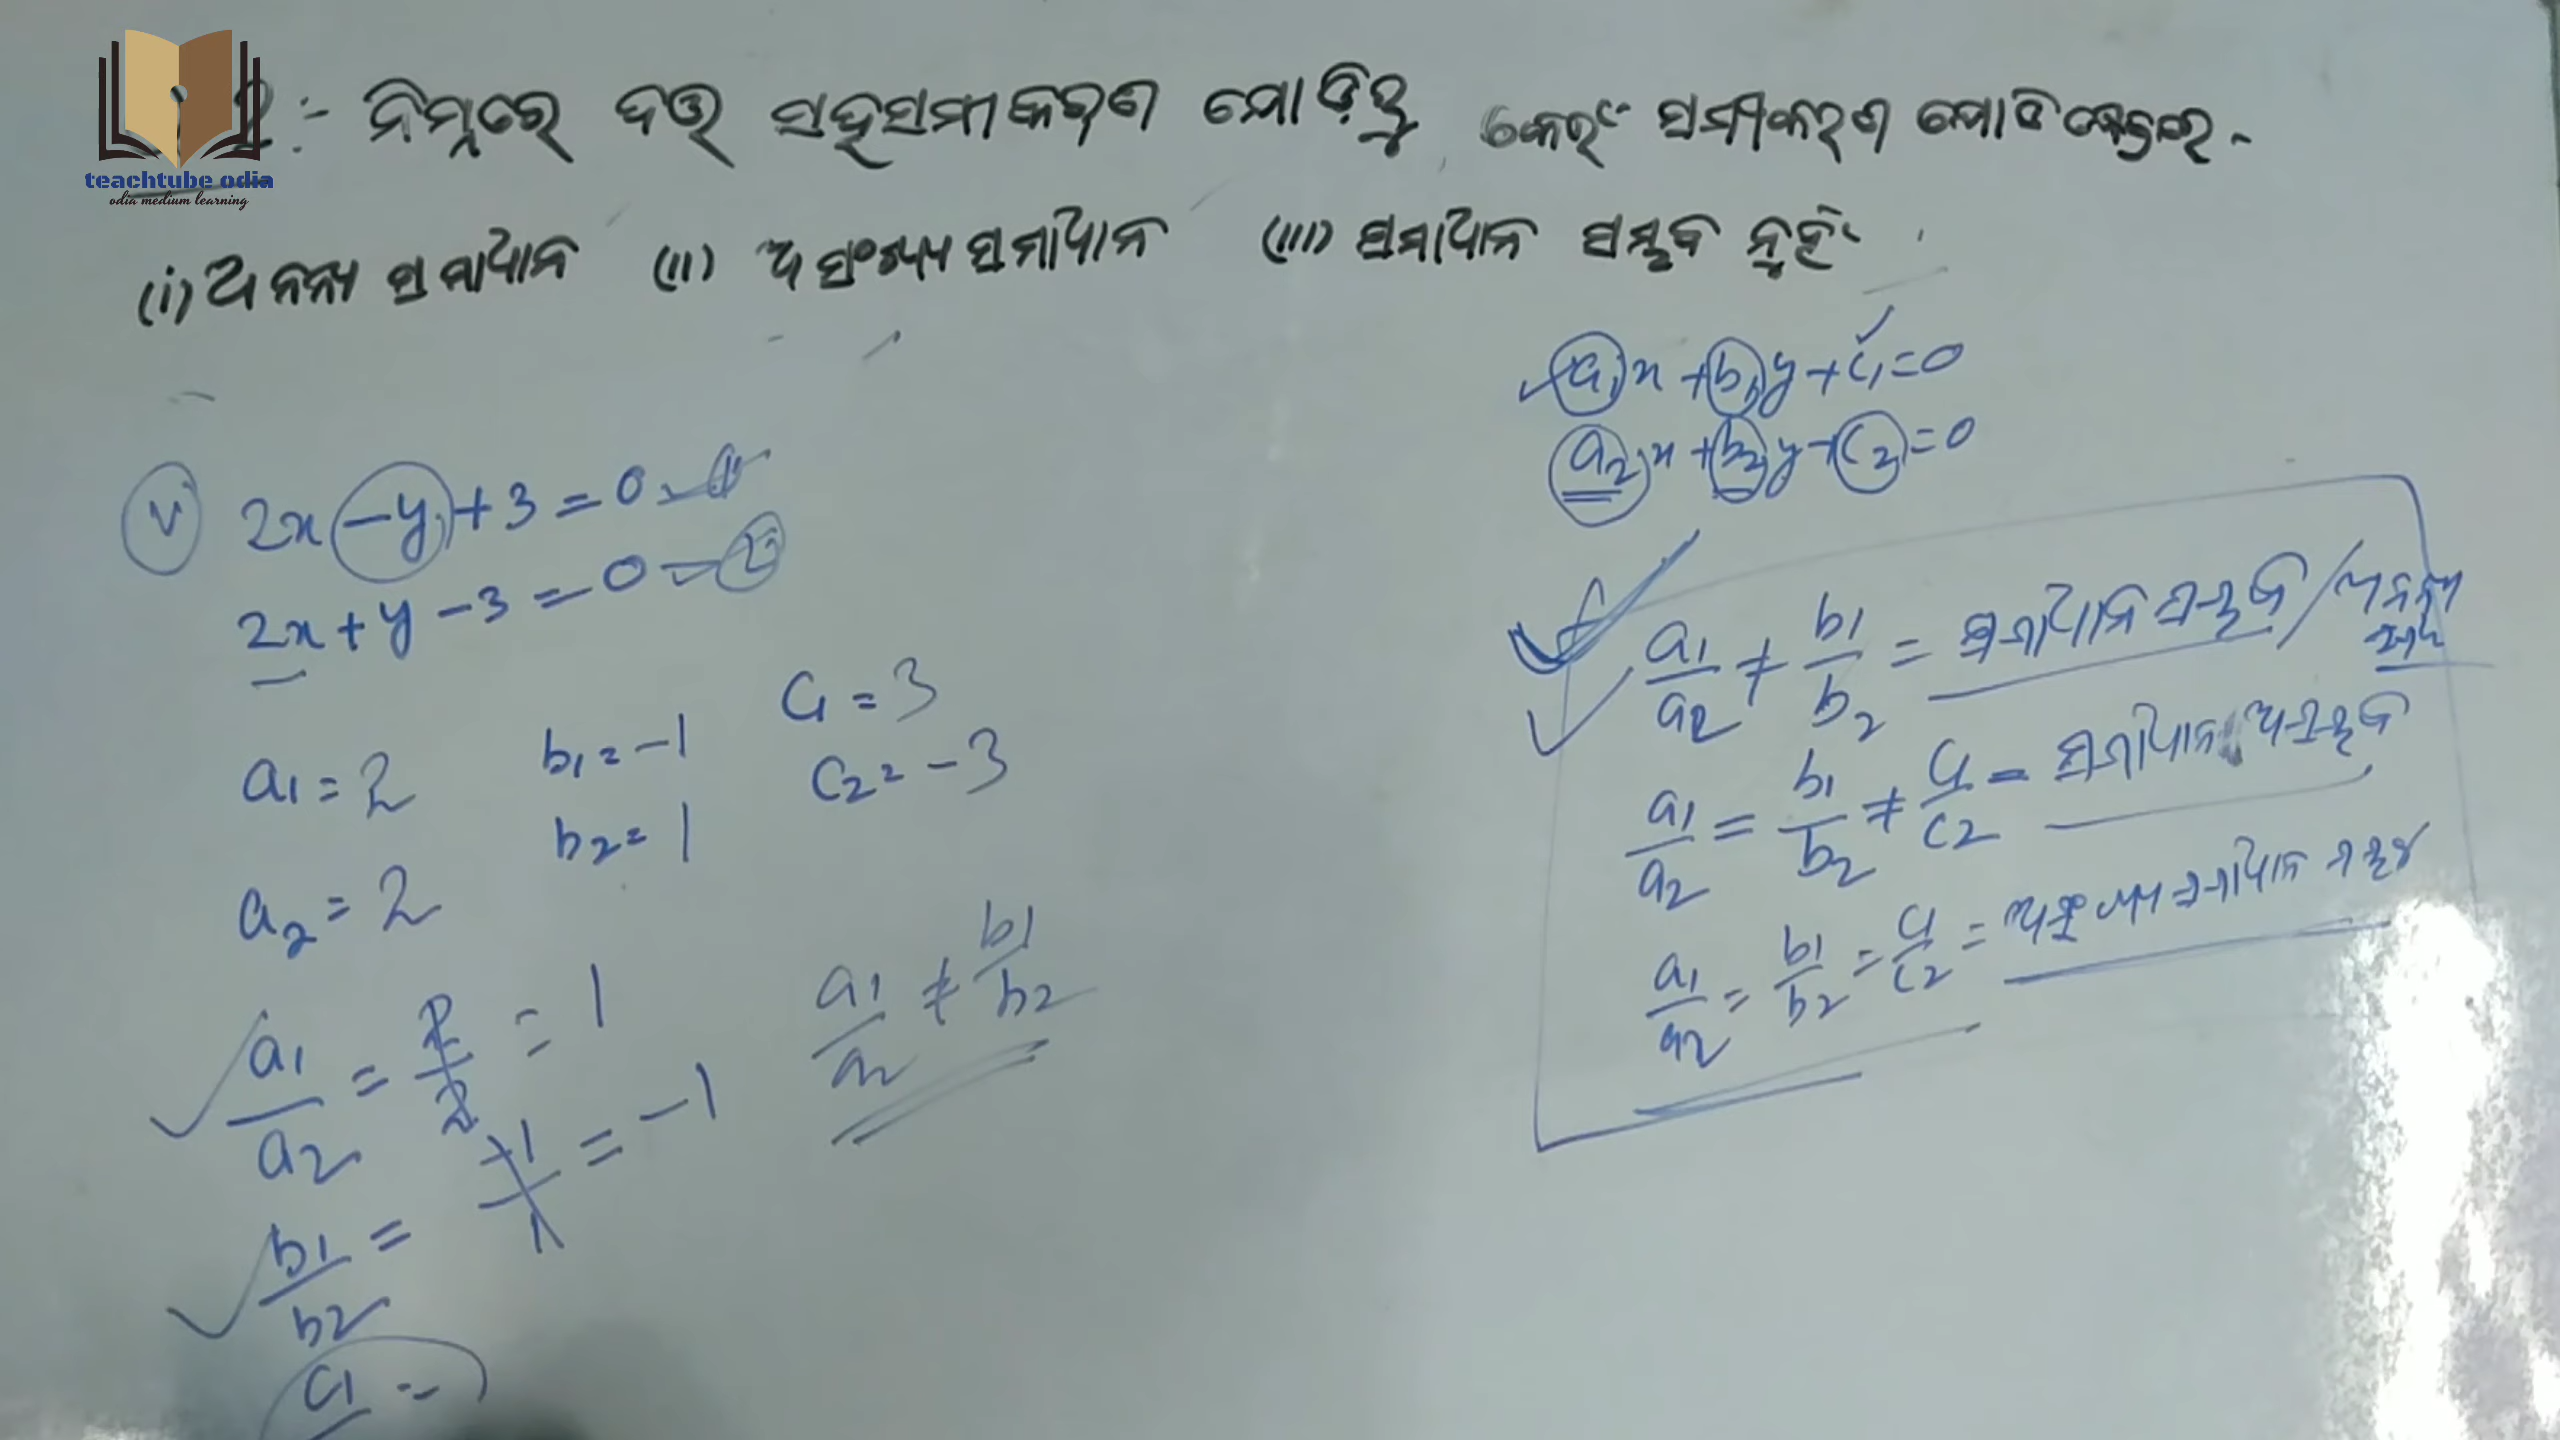 teachtube odia
odia medium learning
2:- ନିମ୍ନରେ ଦତ୍ତ ସହସମୀକରଣ ଯୋଡ଼ିରୁ କେଉଁ ସମୀକରଣ ଯୋଡି କ୍ଷେତ୍ରରେ -
(i) ଅନନ୍ୟ ସମାଧାନ (ii) ଅସଂଖ୍ୟ ସମାଧାନ (iii) ସମାଧାନ ସମ୍ଭବ ନୁହଁ
a₁x + b₁y + c₁ = 0
a₂x + b₂y + c₂ = 0
(v) 2x - y + 3 = 0 - (1)
2x + y - 3 = 0 - (2)
a₁ = 2 b₁ = -1 c₁ = 3
a₂ = 2 b₂ = 1 c₂ = -3
a₁/a₂ = 2/2 = 1
b₁/b₂ = -1/1 = -1
a₁/a₂ ≠ b₁/b₂
c₁ =
a₁/a₂ ≠ b₁/b₂ = ସମାଧାନ ସମ୍ଭବ / ଅନନ୍ୟ
a₁/a₂ = b₁/b₂ ≠ c₁/c₂ = ସମାଧାନ ଅସମ୍ଭବ
a₁/a₂ = b₁/b₂ = c₁/c₂ = ଅସଂଖ୍ୟ ସମାଧାନ